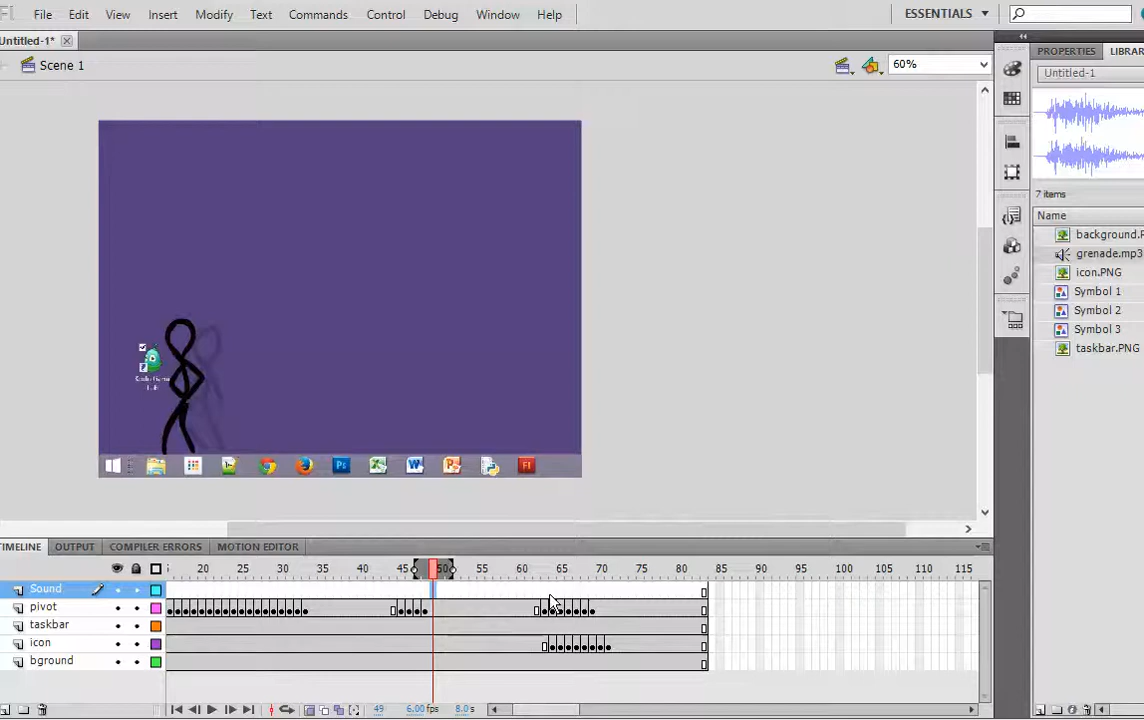 File Edit View Insert Modify Text Commands Control Debug Window Help ESSENTIALS
Untitled-1* PROPERTIES LIBRAR
Scene 1 60% Untitled-1
7 items
Name
background.P
grenade.mp3
icon.PNG
Symbol 1
Symbol 2
Symbol 3
taskbar.PNG
Ps W P Fl
TIMELINE OUTPUT COMPILER ERRORS MOTION EDITOR
20 25 30 35 40 45 50 55 60 65 70 75 80 85 90 95 100 105 110 115
Sound
pivot
taskbar
icon
bground
49 6.00 fps 8.0 s